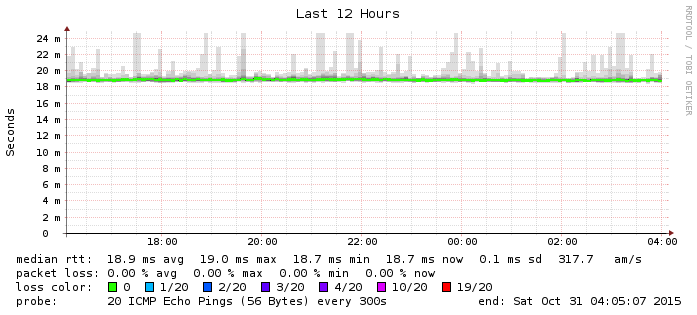 Last 12 Hours
RRDTOOL / TOBI OETIKER
Seconds
24 m
22 m
20 m
18 m
16 m
14 m
12 m
10 m
8 m
6 m
4 m
2 m
0
18:00 20:00 22:00 00:00 02:00 04:00
median rtt: 18.9 ms avg 19.0 ms max 18.7 ms min 18.7 ms now 0.1 ms sd 317.7 am/s
packet loss: 0.00 % avg 0.00 % max 0.00 % min 0.00 % now
loss color: 0 1/20 2/20 3/20 4/20 10/20 19/20
probe: 20 ICMP Echo Pings (56 Bytes) every 300s end: Sat Oct 31 04:05:07 2015